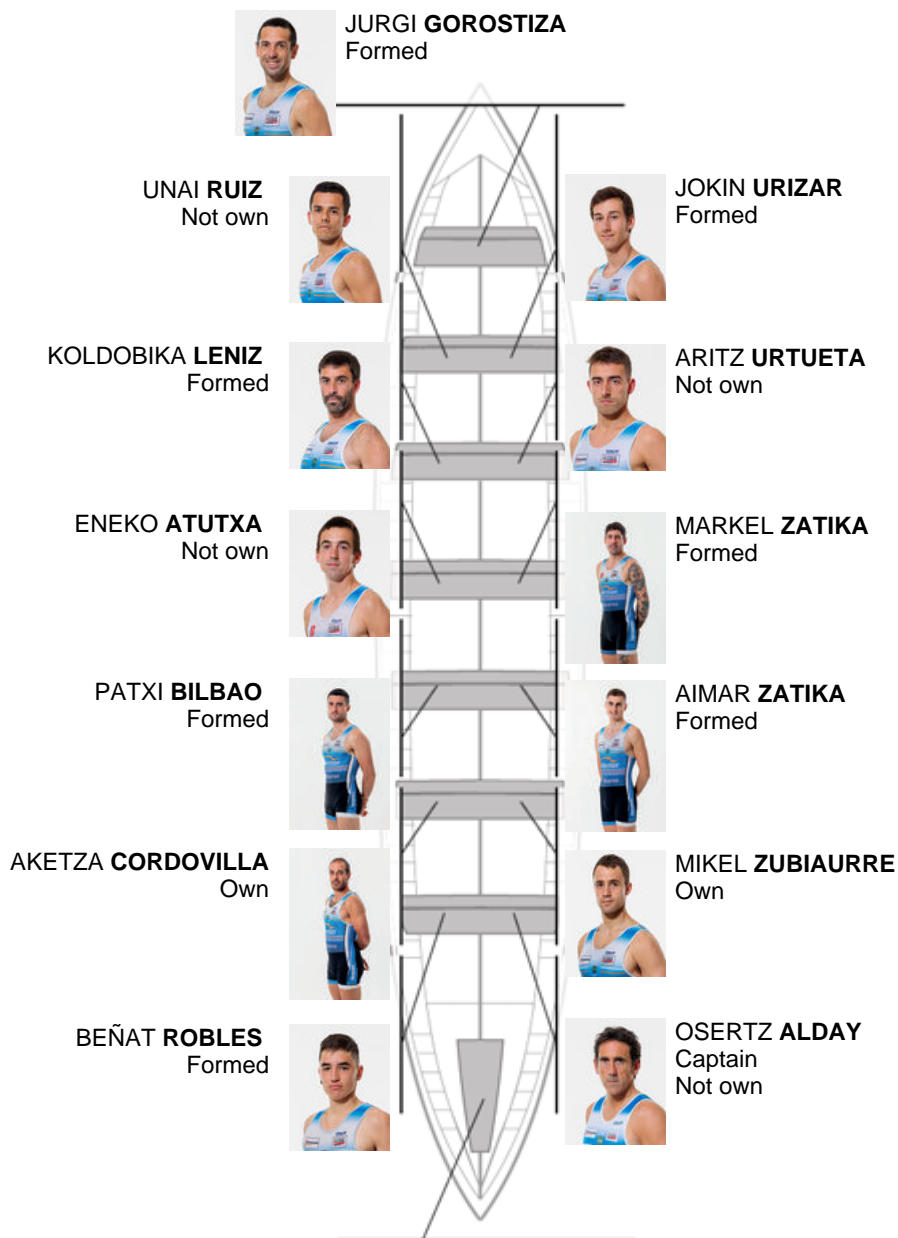 JURGI GOROSTIZA
Formed
UNAI RUIZ
Not own
JOKIN URIZAR
Formed
KOLDOBIKA LENIZ
Formed
ARITZ URTUETA
Not own
ENEKO ATUTXA
Not own
MARKEL ZATIKA
Formed
PATXI BILBAO
Formed
AIMAR ZATIKA
Formed
AKETZA CORDOVILLA
Own
MIKEL ZUBIAURRE
Own
BEÑAT ROBLES
Formed
OSERTZ ALDAY
Captain
Not own